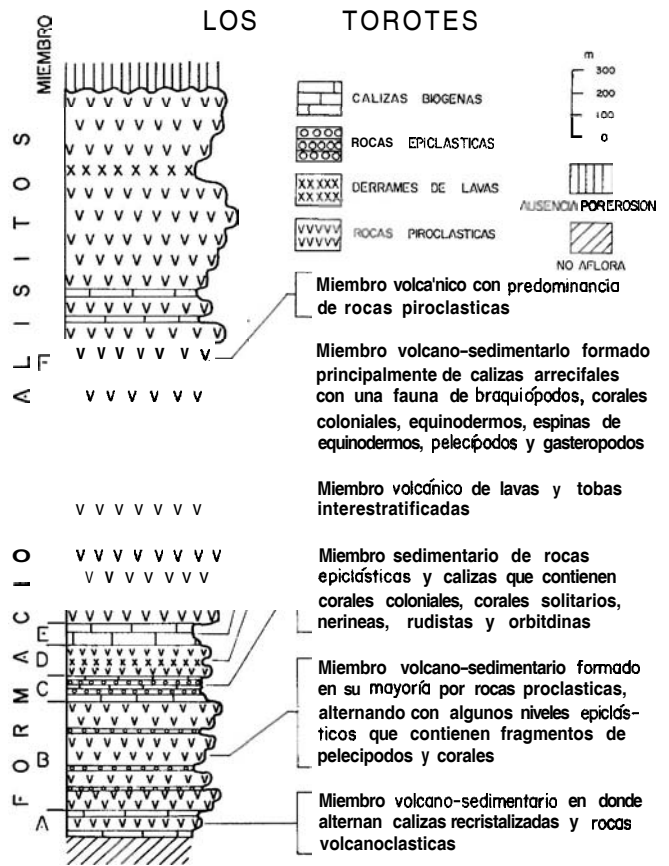 LOS TOROTES
MIEMBRO
FORMACIO ALISITOS
F
E
D
C
B
A
CALIZAS BIOGENAS
ROCAS EPICLASTICAS
DERRAMES DE LAVAS
ROCAS PIROCLASTICAS
m
300
200
100
0
AUSENCIA POR EROSION
NO AFLORA
Miembro volca'nico con predominancia
de rocas piroclasticas
Miembro volcano-sedimentarlo formado
principalmente de calizas arrecifales
con una fauna de braquiópodos, corales
coloniales, equinodermos, espinas de
equinodermos, pelecípodos y gasteropodos
Miembro volcánico de lavas y tobas
interestratificadas
Miembro sedimentario de rocas
epiclásticas y calizas que contienen
corales coloniales, corales solitarios,
nerineas, rudistas y orbitdinas
Miembro volcano-sedimentario formado
en su mayoría por rocas proclasticas,
alternando con algunos niveles epiclás-
ticos que contienen fragmentos de
pelecipodos y corales
Miembro volcano-sedimentario en donde
alternan calizas recristalizadas y rocas
volcanoclasticas